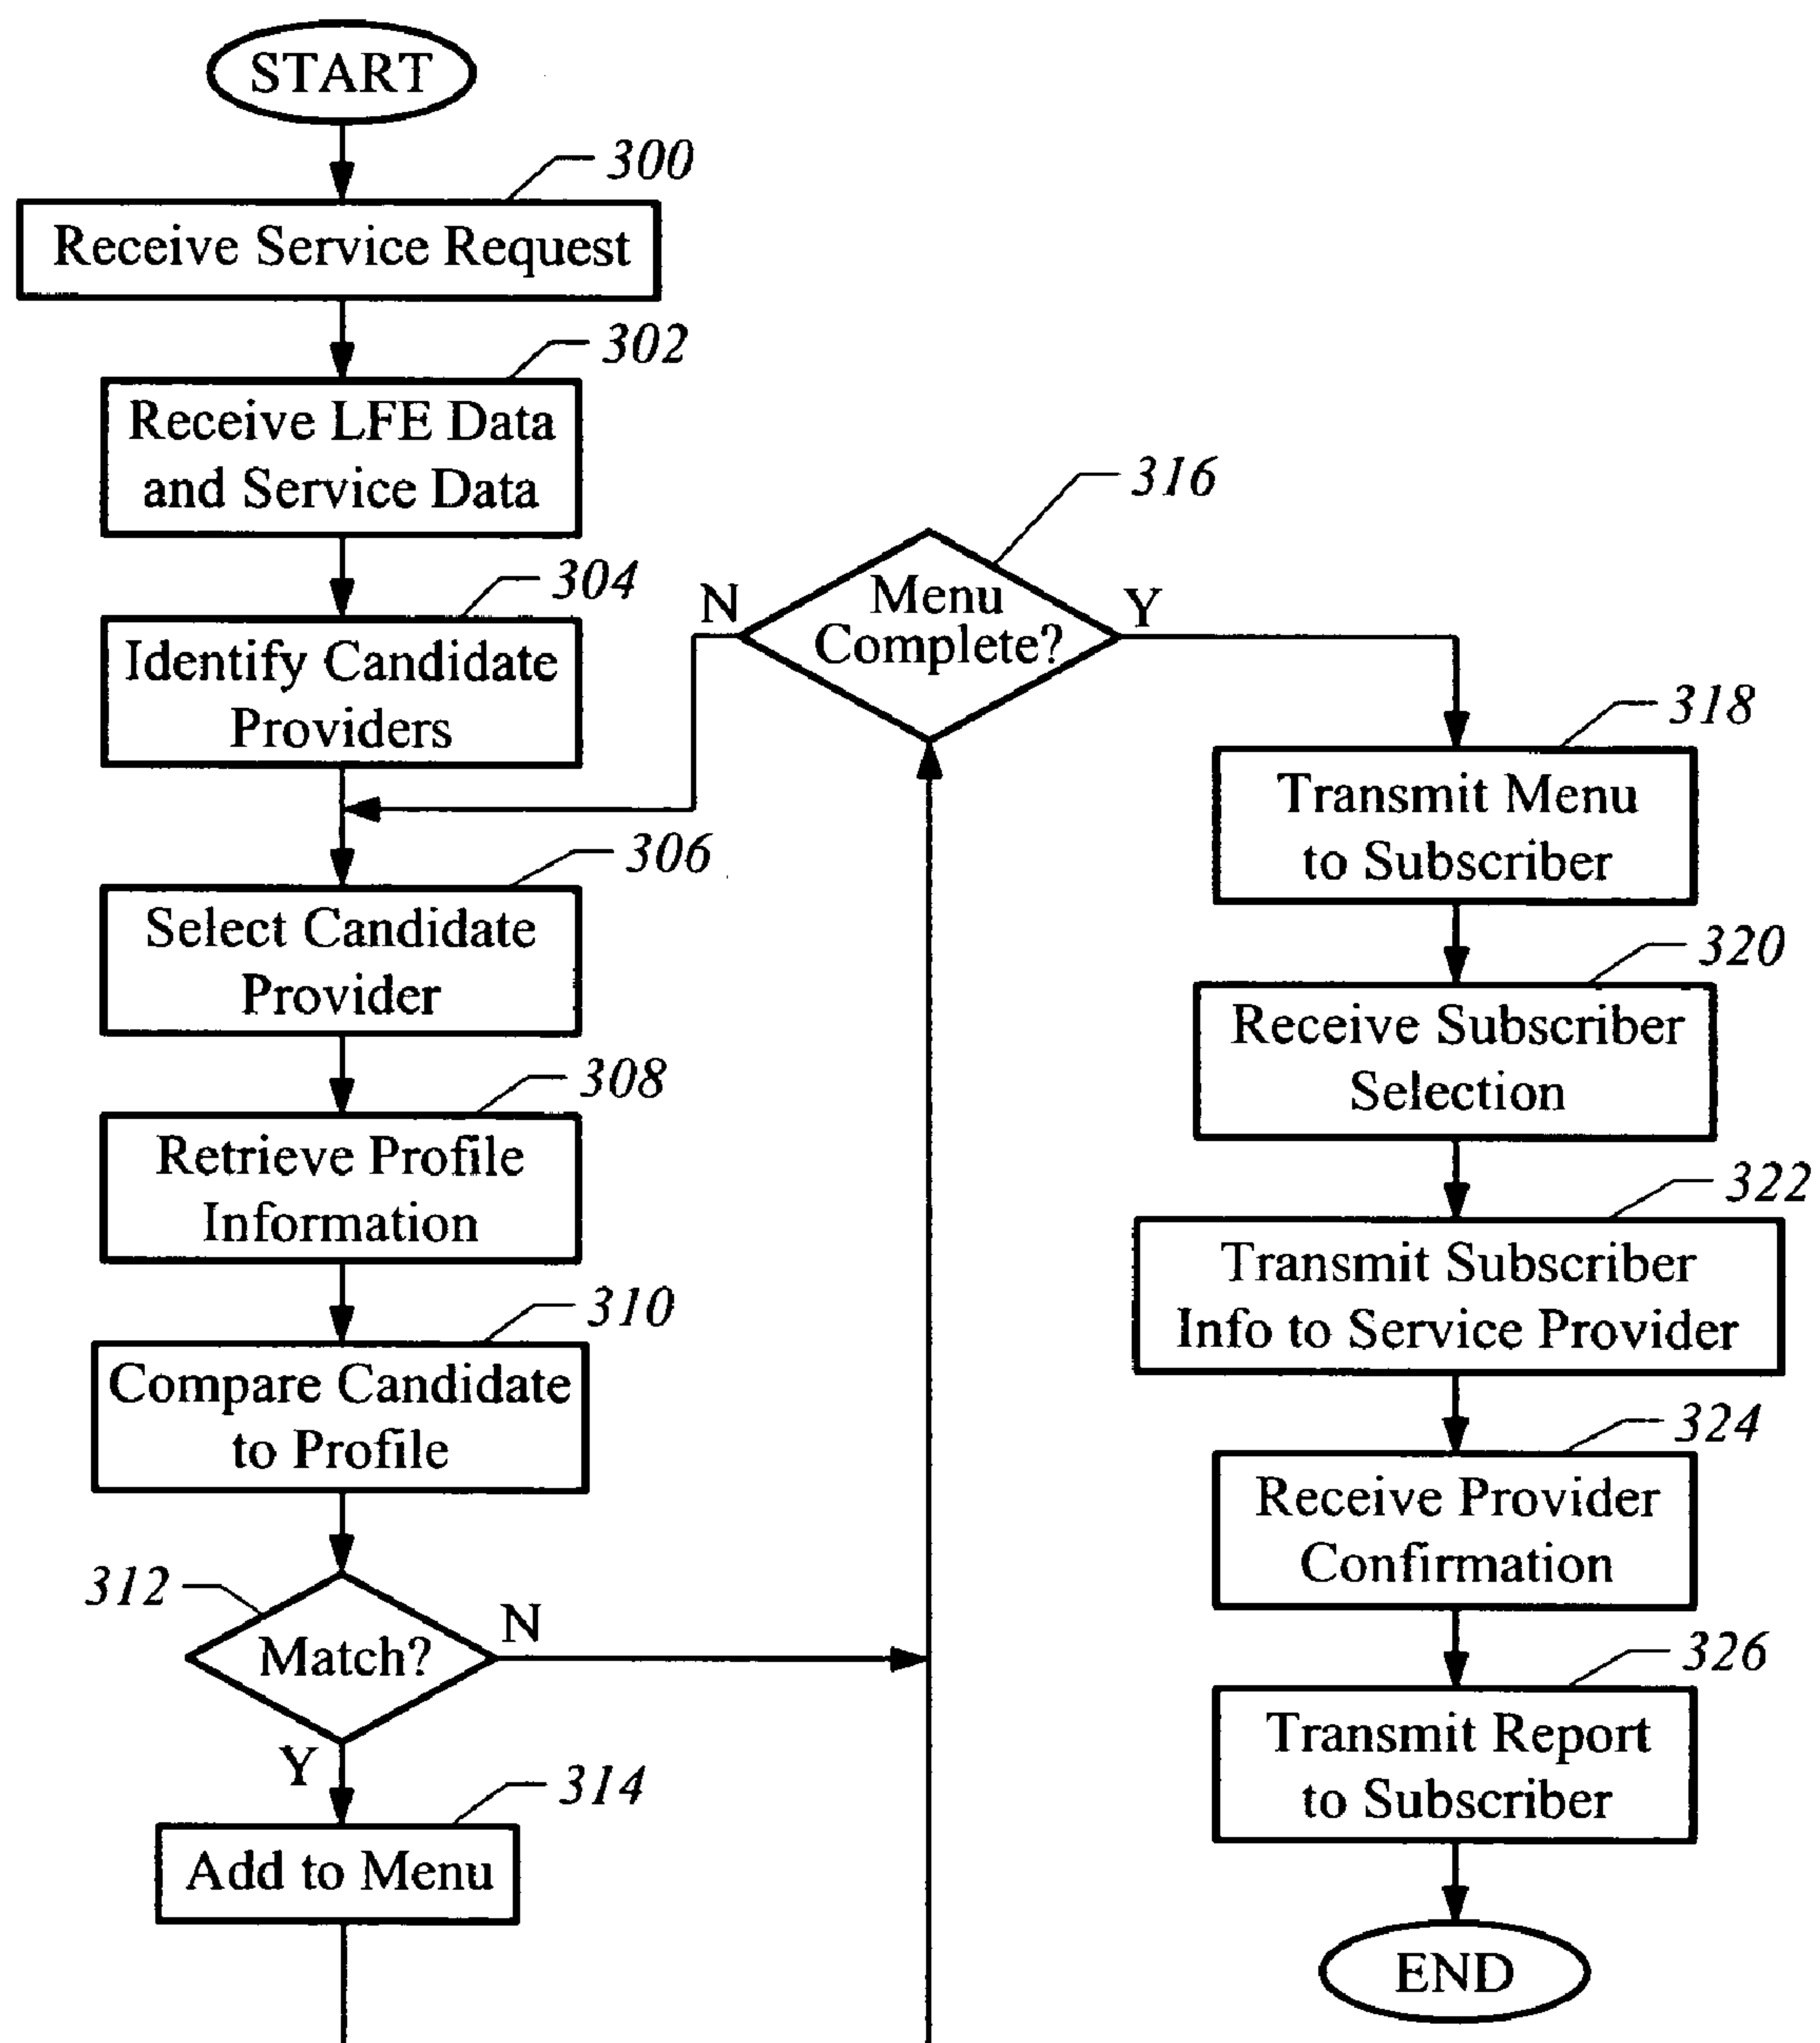 START
300
Receive Service Request
302
Receive LFE Data
and Service Data
304
Identify Candidate
Providers
306
Select Candidate
Provider
308
Retrieve Profile
Information
310
Compare Candidate
to Profile
312
Match?
N
Y
314
Add to Menu
316
Menu
Complete?
N
Y
318
Transmit Menu
to Subscriber
320
Receive Subscriber
Selection
322
Transmit Subscriber
Info to Service Provider
324
Receive Provider
Confirmation
326
Transmit Report
to Subscriber
END